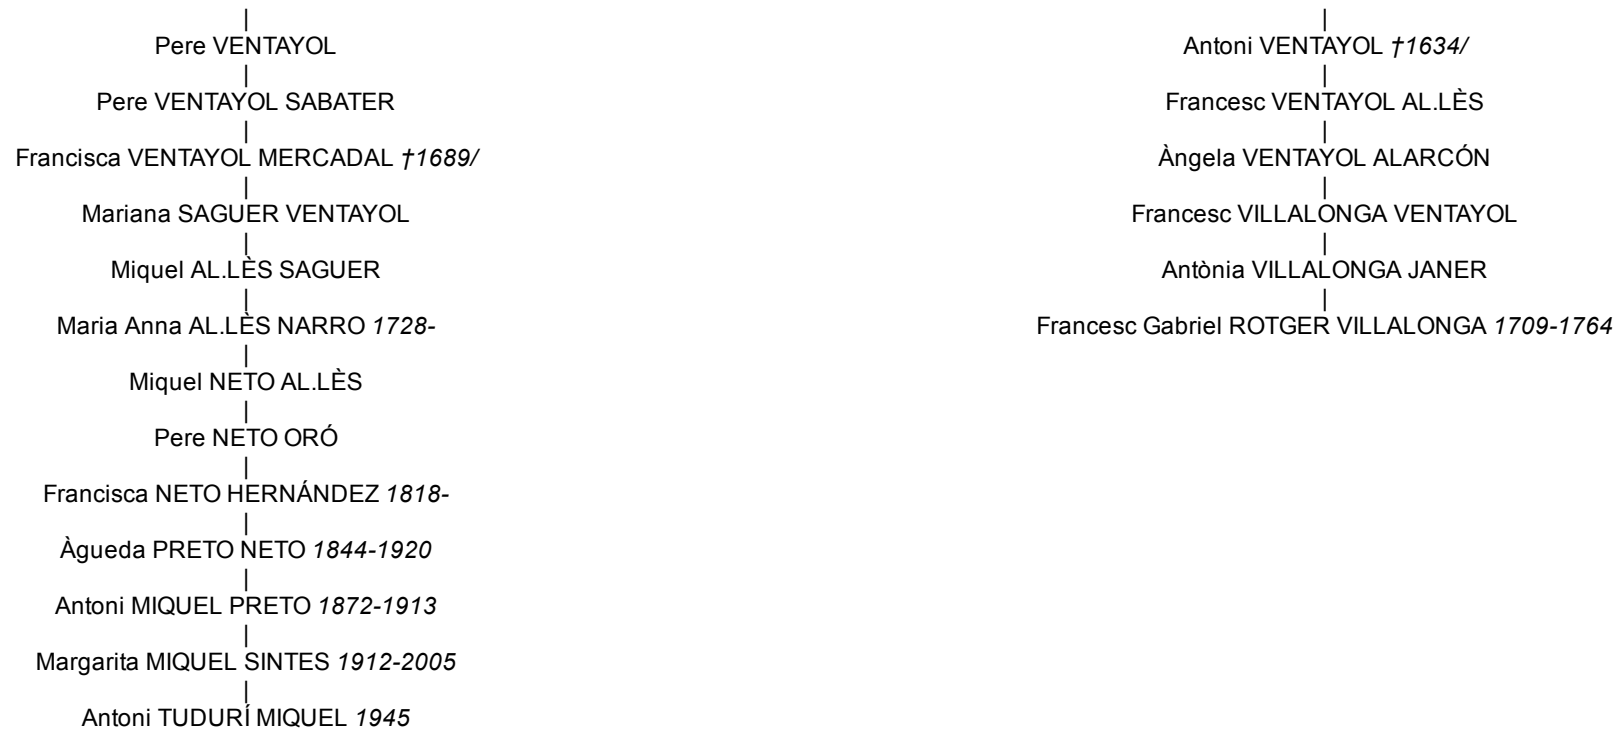 Pere VENTAYOL
Pere VENTAYOL SABATER
Francisca VENTAYOL MERCADAL †1689/
Mariana SAGUER VENTAYOL
Miquel AL.LÈS SAGUER
Maria Anna AL.LÈS NARRO 1728-
Miquel NETO AL.LÈS
Pere NETO ORÓ
Francisca NETO HERNÁNDEZ 1818-
Àgueda PRETO NETO 1844-1920
Antoni MIQUEL PRETO 1872-1913
Margarita MIQUEL SINTES 1912-2005
Antoni TUDURÍ MIQUEL 1945
Antoni VENTAYOL †1634/
Francesc VENTAYOL AL.LÈS
Àngela VENTAYOL ALARCÓN
Francesc VILLALONGA VENTAYOL
Antònia VILLALONGA JANER
Francesc Gabriel ROTGER VILLALONGA 1709-1764